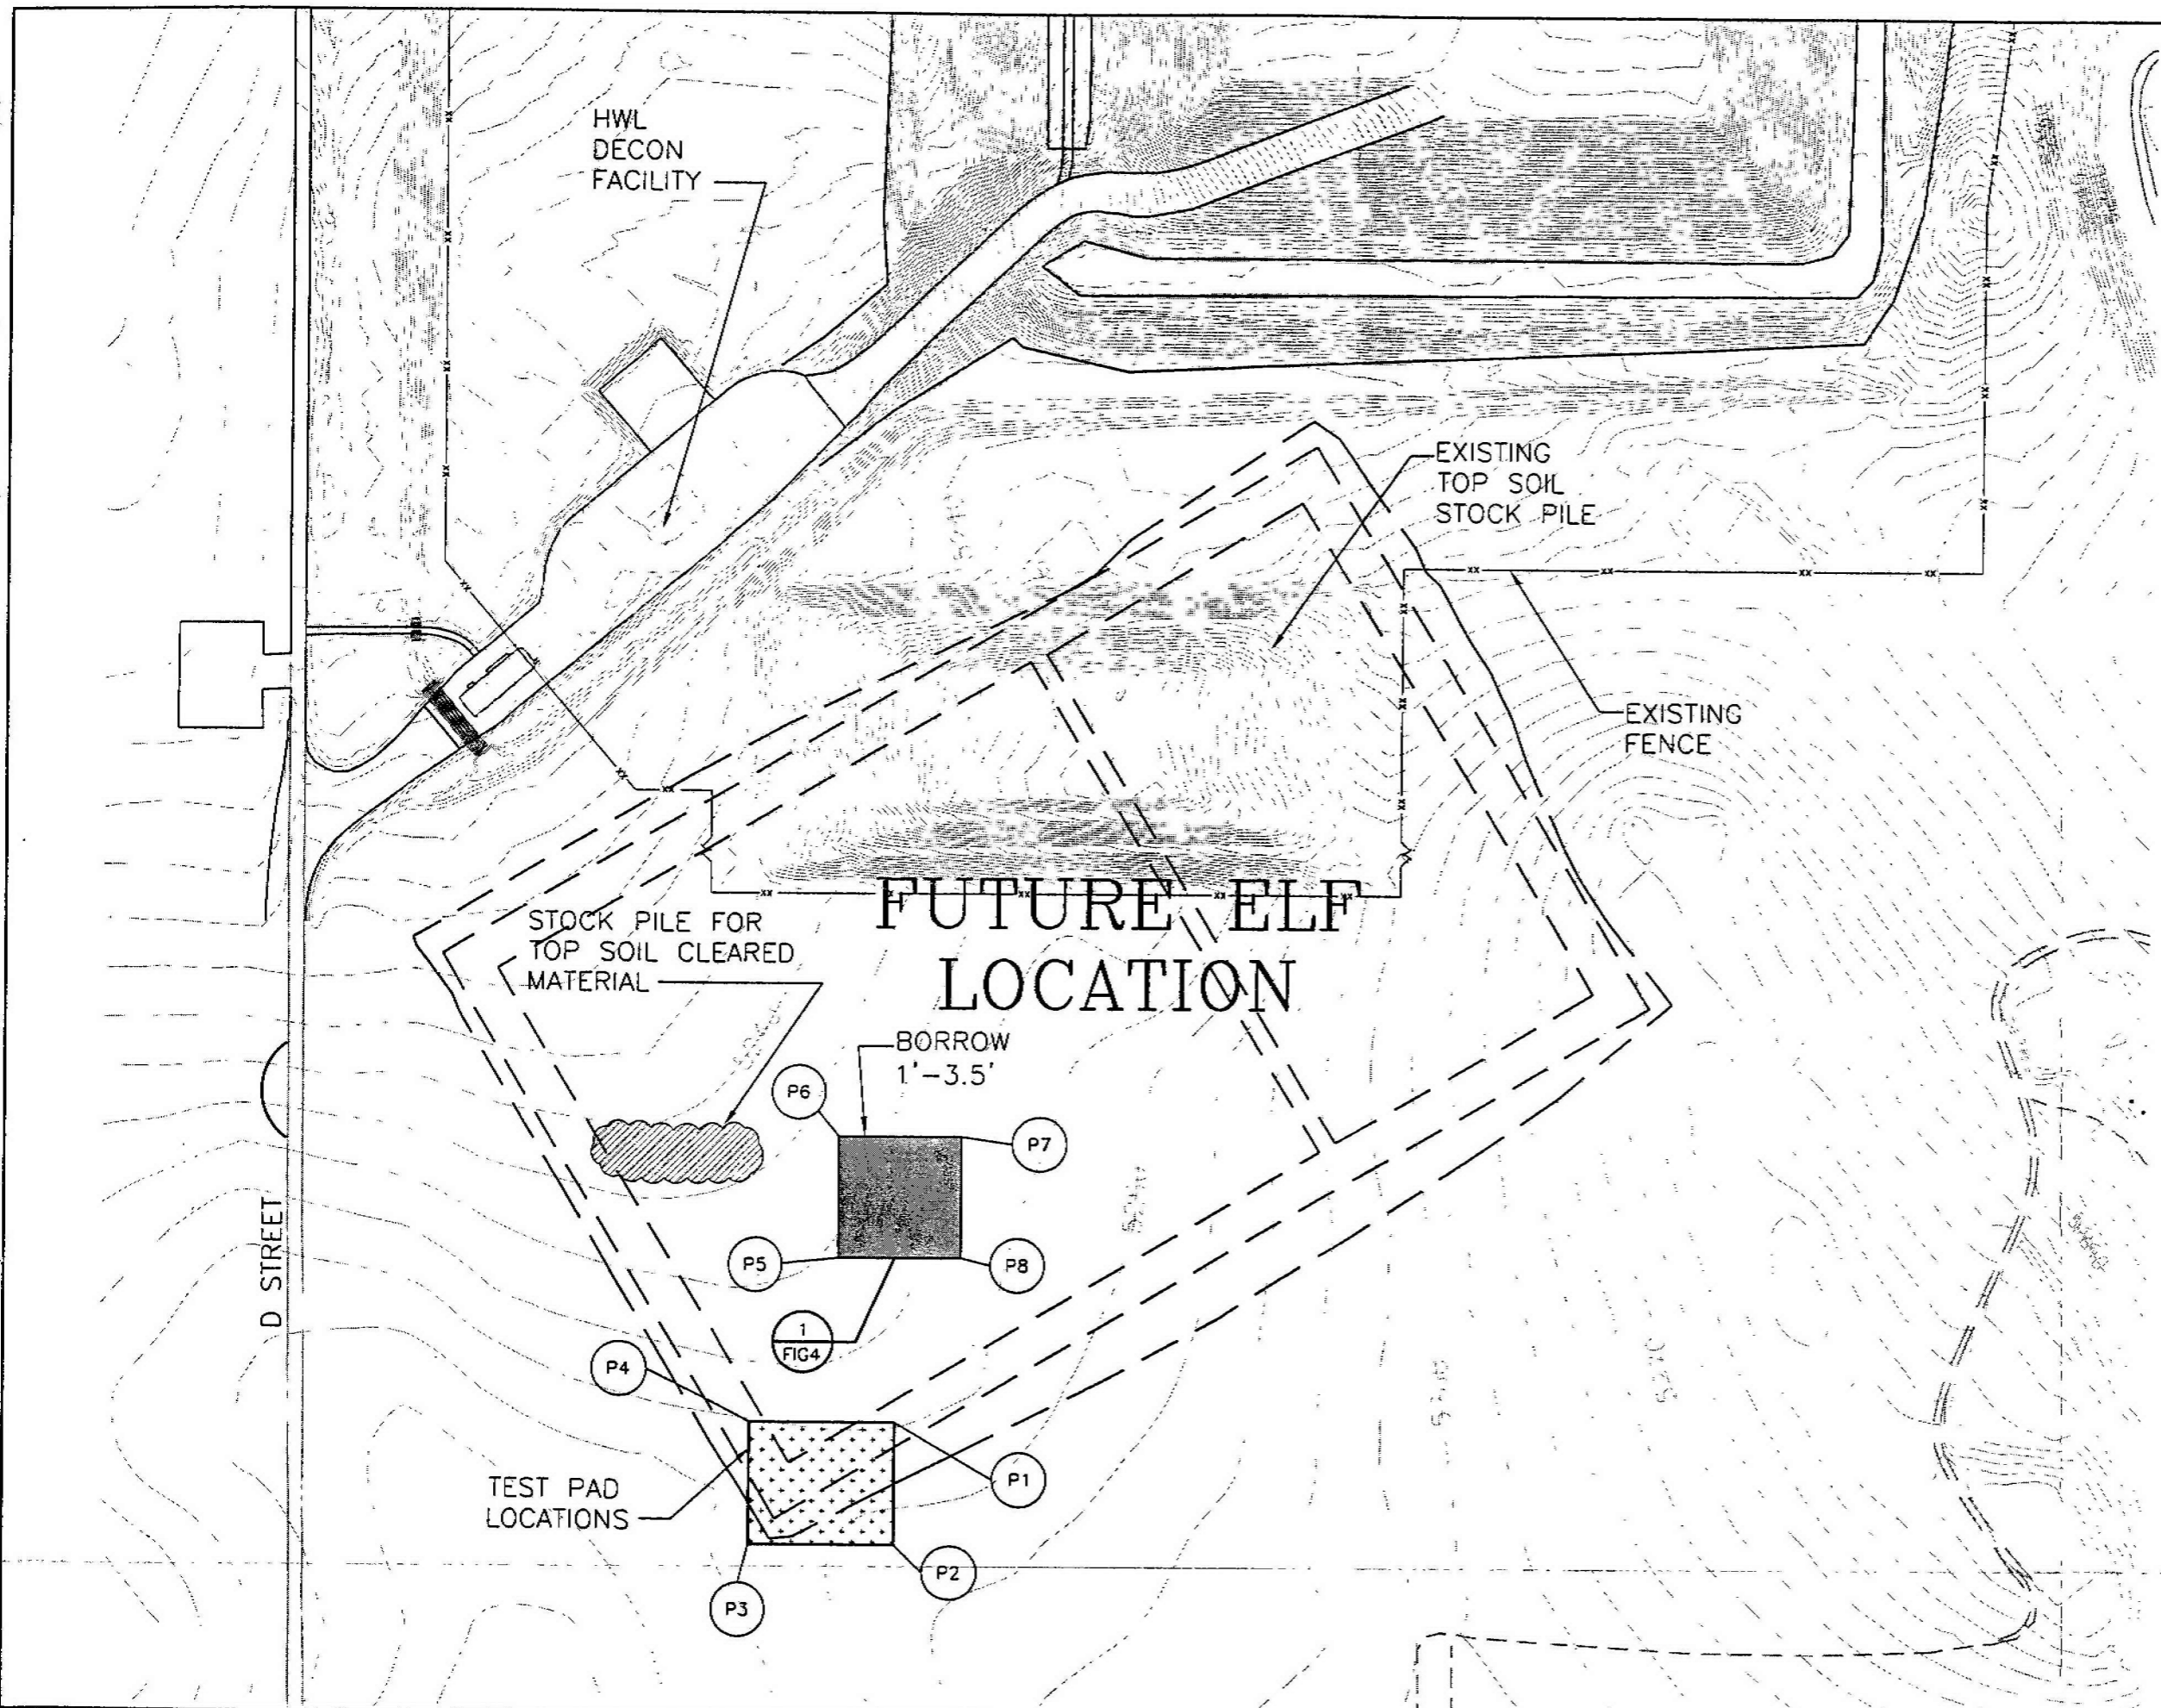 HWL
DECON
FACILITY
EXISTING
TOP SOIL
STOCK PILE
EXISTING
FENCE
FUTURE ELF
LOCATION
STOCK PILE FOR
TOP SOIL CLEARED
MATERIAL
BORROW
1'-3.5'
P6
P7
P5
P8
1
FIG4
D STREET
P4
P1
TEST PAD
LOCATIONS
P2
P3